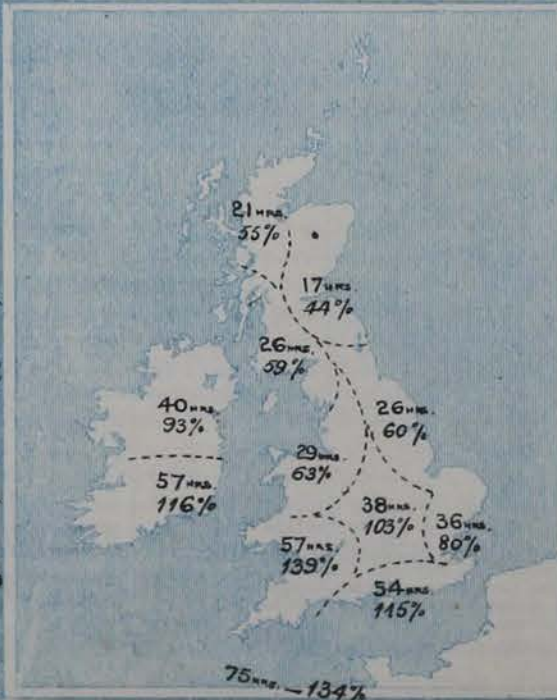 21 HRS.
55%
17 HRS.
44%
26 HRS.
59%
40 HRS.
93%
26 HRS.
60%
29 HRS.
63%
57 HRS.
116%
38 HRS.
103%
36 HRS.
80%
57 HRS.
139%
54 HRS.
115%
75 HRS. — 134%